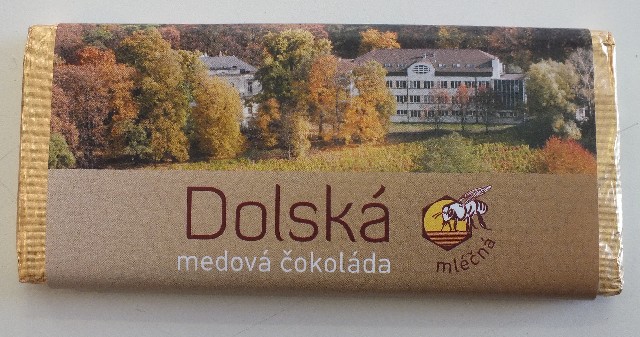 Dolská
medová čokoláda
mléčná